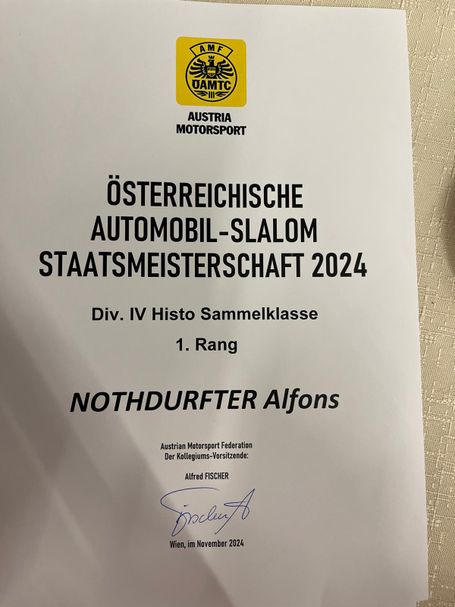 AMF
ÖAMTC
AUSTRIA
MOTORSPORT
ÖSTERREICHISCHE
AUTOMOBIL-SLALOM
STAATSMEISTERSCHAFT 2024
Div. IV Histo Sammelklasse
1. Rang
NOTHDURFTER Alfons
Austrian Motorsport Federation
Der Kollegiums-Vorsitzende:
Alfred FISCHER
Fischer A
Wien, im November 2024